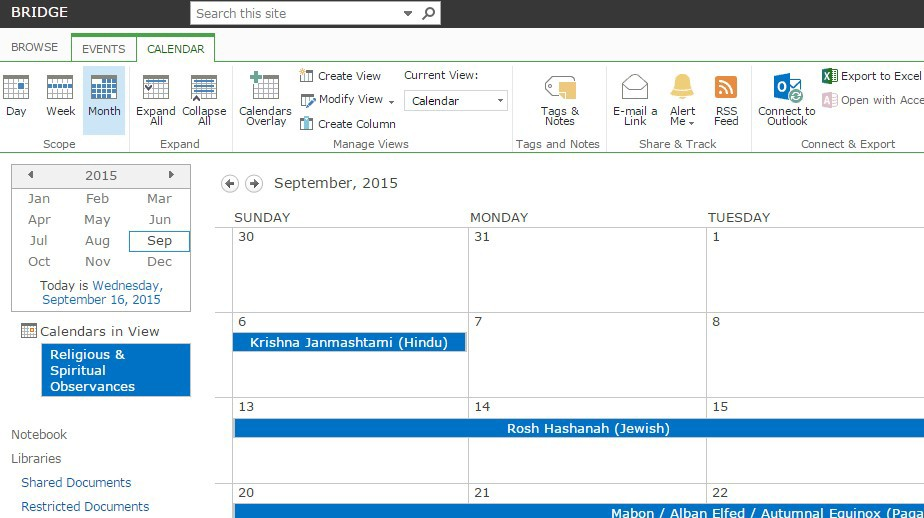 BRIDGE
Search this site
BROWSE EVENTS CALENDAR
Day
Week
Month
Scope
Expand All
Collapse All
Expand
Calendars Overlay
Create View
Modify View
Create Column
Current View:
Calendar
Manage Views
Tags & Notes
Tags and Notes
E-mail a Link
Alert Me
RSS Feed
Share & Track
Connect to Outlook
Export to Excel
Open with Acce
Connect & Export
2015
Jan Feb Mar
Apr May Jun
Jul Aug Sep
Oct Nov Dec
Today is Wednesday,
September 16, 2015
Calendars in View
Religious &
Spiritual
Observances
Notebook
Libraries
Shared Documents
Restricted Documents
September, 2015
SUNDAY MONDAY TUESDAY
30 31 1
6 7 8
Krishna Janmashtami (Hindu)
13 14 15
Rosh Hashanah (Jewish)
20 21 22
Mabon / Alban Elfed / Autumnal Equinox (Paga